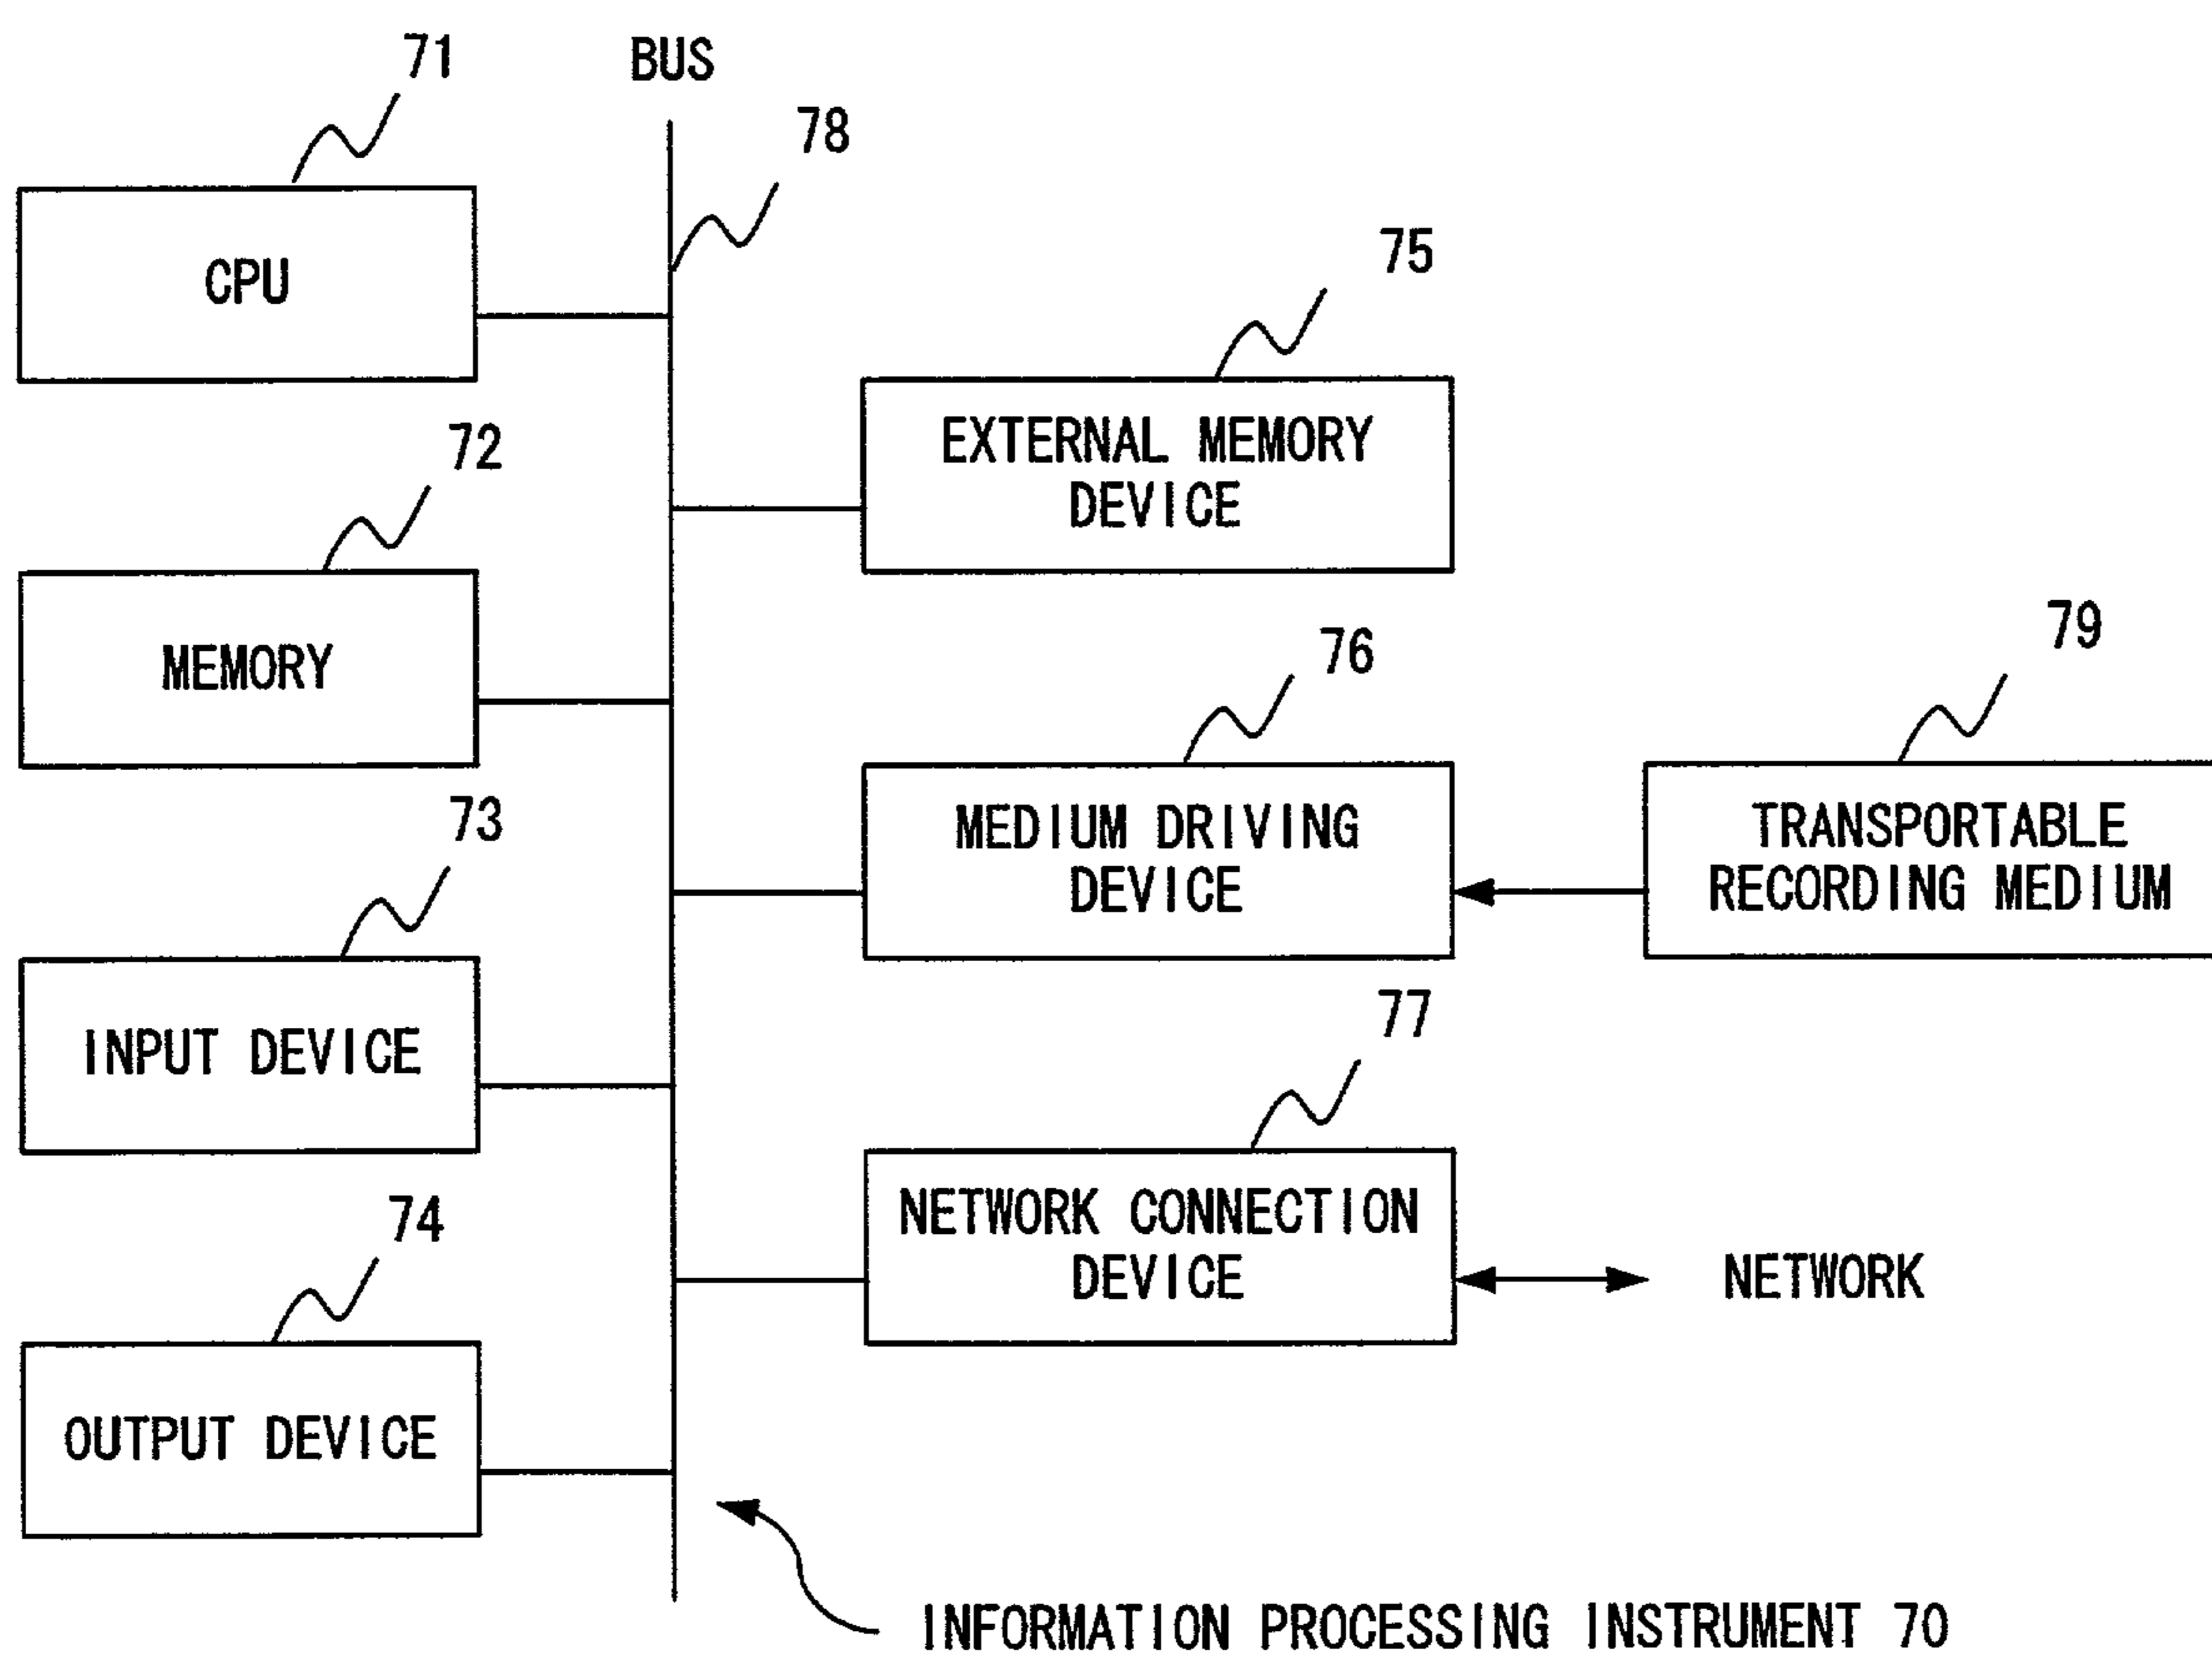 71
BUS
78
CPU
75
EXTERNAL MEMORY
DEVICE
72
MEMORY
76
79
MEDIUM DRIVING
DEVICE
TRANSPORTABLE
RECORDING MEDIUM
73
INPUT DEVICE
77
NETWORK CONNECTION
DEVICE
NETWORK
74
OUTPUT DEVICE
INFORMATION PROCESSING INSTRUMENT 70